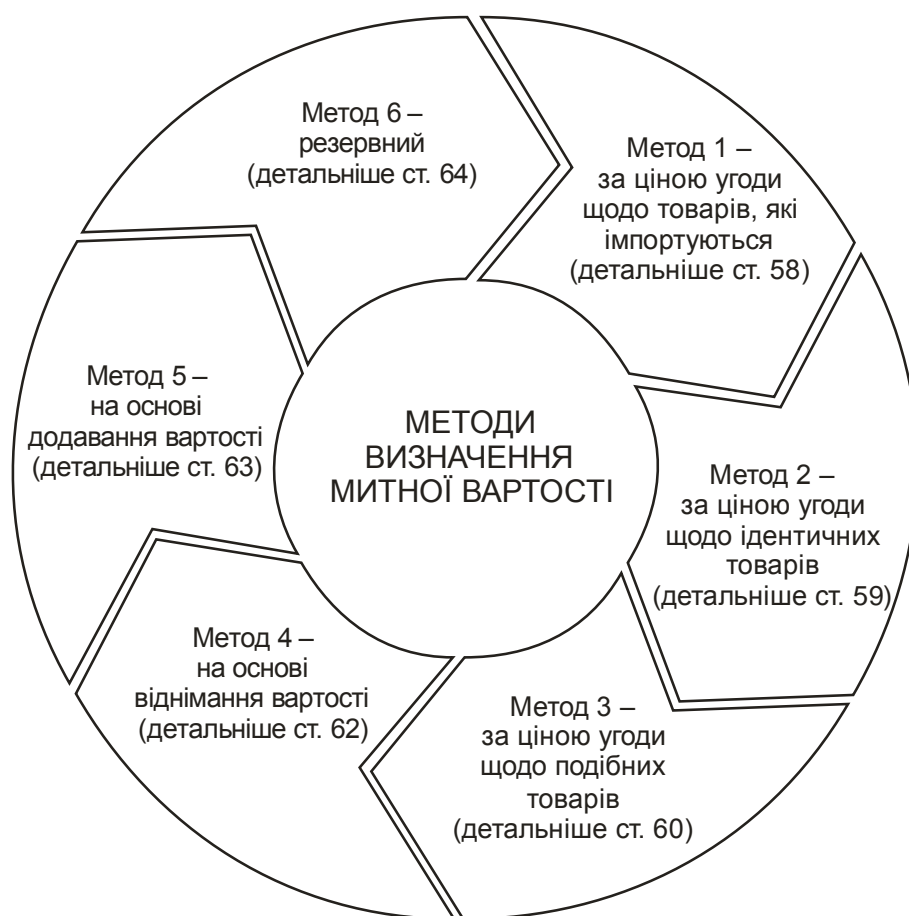 МЕТОДИ
ВИЗНАЧЕННЯ
МИТНОЇ ВАРТОСТІ
Метод 1 –
за ціною угоди
щодо товарів, які
імпортуються
(детальніше ст. 58)
Метод 2 –
за ціною угоди
щодо ідентичних
товарів
(детальніше ст. 59)
Метод 3 –
за ціною угоди
щодо подібних
товарів
(детальніше ст. 60)
Метод 4 –
на основі
віднімання вартості
(детальніше ст. 62)
Метод 5 –
на основі
додавання вартості
(детальніше ст. 63)
Метод 6 –
резервний
(детальніше ст. 64)